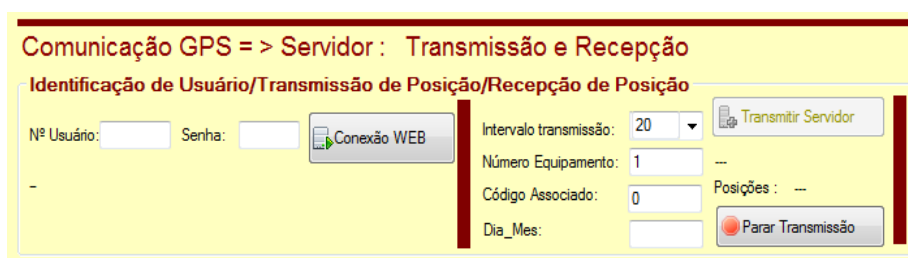 Comunicação GPS = > Servidor : Transmissão e Recepção
Identificação de Usuário/Transmissão de Posição/Recepção de Posição
Nº Usuário: Senha: Conexão WEB
-
Intervalo transmissão: 20 Transmitir Servidor
Número Equipamento: 1 ---
Código Associado: 0 Posições : ---
Dia_Mes: Parar Transmissão